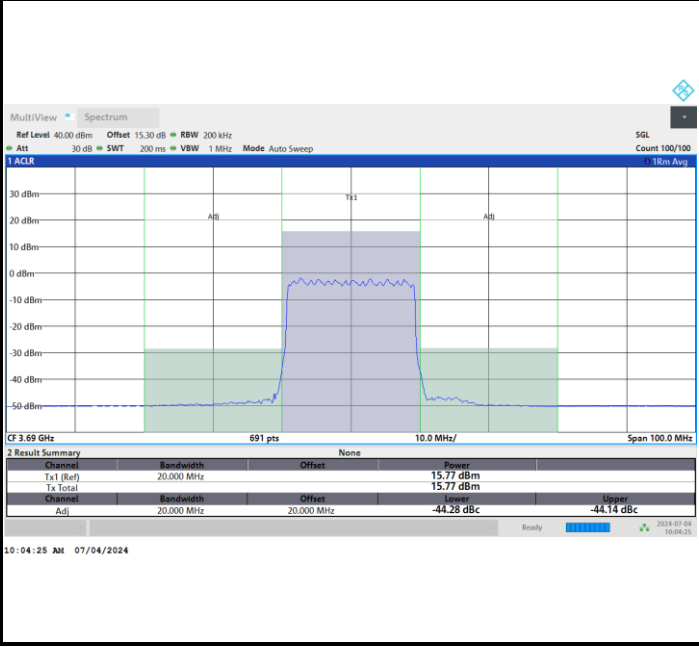 MultiView Spectrum
Ref Level 40.00 dBm Offset 15.30 dB RBW 200 kHz SGL
Att 30 dB SWT 200 ms VBW 1 MHz Mode Auto Sweep Count 100/100
1 ACLR 1Rm Avg
30 dBm
Tx1
20 dBm
Adj Adj
10 dBm
0 dBm
-10 dBm
-20 dBm
-30 dBm
-40 dBm
-50 dBm
CF 3.69 GHz 691 pts 10.0 MHz/ Span 100.0 MHz
2 Result Summary None
Channel Bandwidth Offset Power
Tx1 (Ref) 20.000 MHz 15.77 dBm
Tx Total 15.77 dBm
Channel Bandwidth Offset Lower Upper
Adj 20.000 MHz 20.000 MHz -44.28 dBc -44.14 dBc
Ready 2024-07-04
10:04:25
10:04:25 AM 07/04/2024